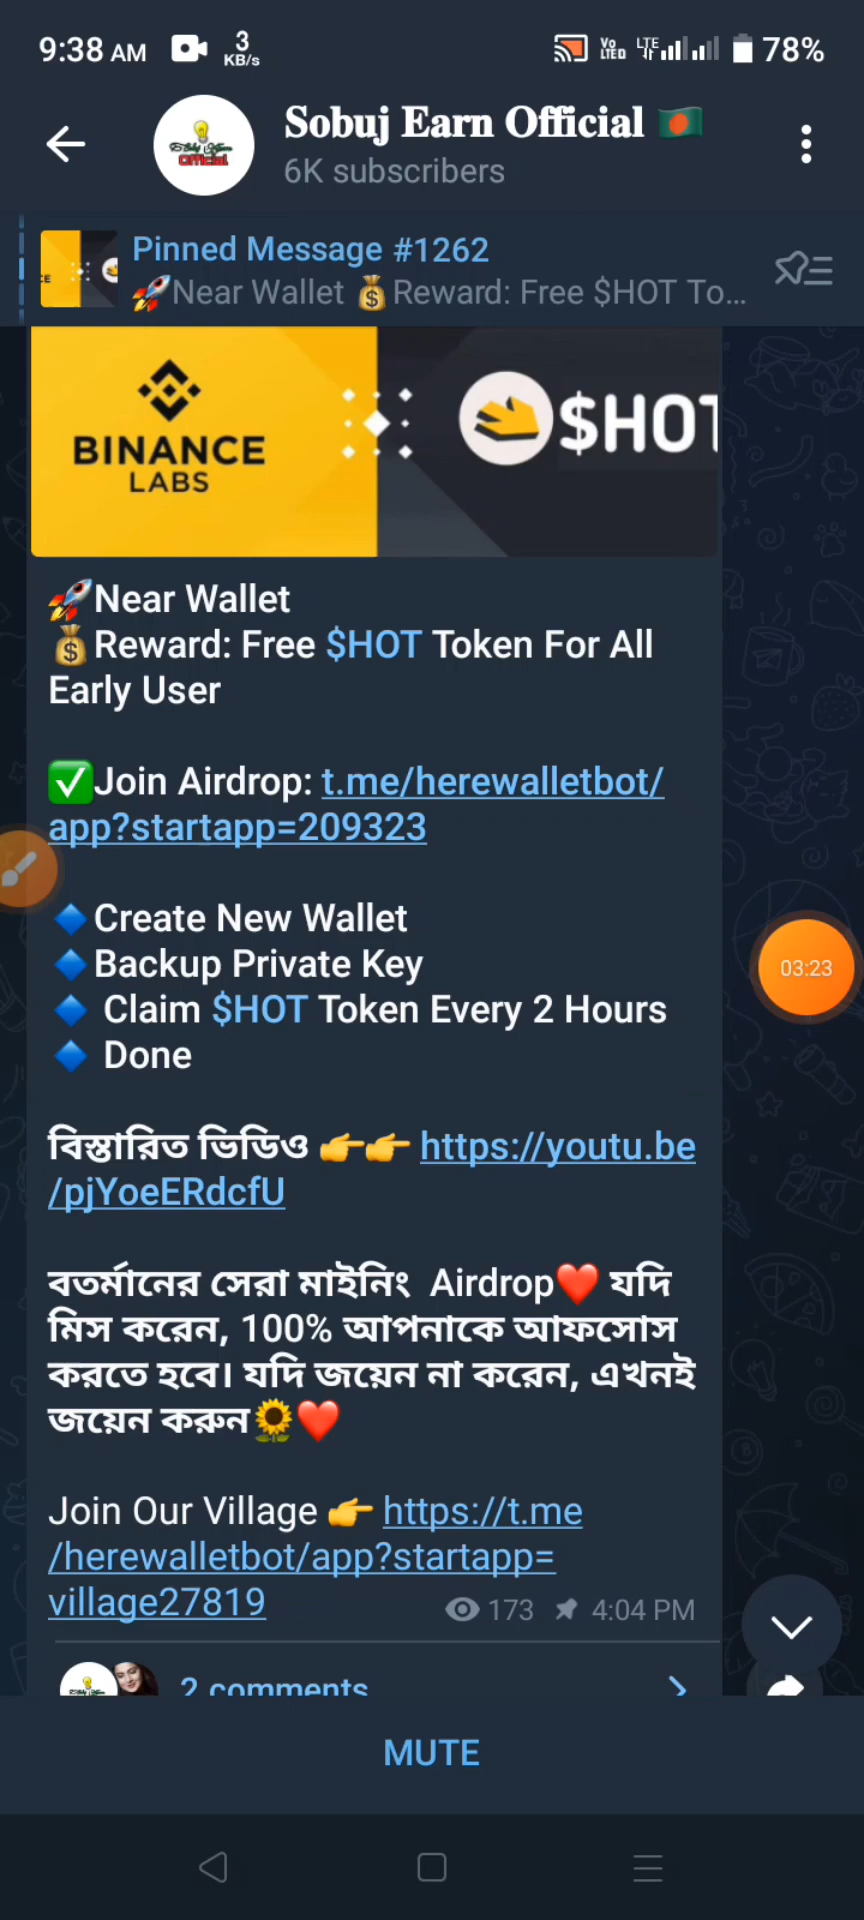 9:38 AM 3 KB/s Vo LTED LTE 78%
𝐒𝐨𝐛𝐮𝐣 𝐄𝐚𝐫𝐧 𝐎𝐟𝐟𝐢𝐜𝐢𝐚𝐥 🇧🇩
6K subscribers
Pinned Message #1262
🚀Near Wallet 💰Reward: Free $HOT To...
BINANCE
LABS
$HOT
🚀Near Wallet
💰Reward: Free $HOT Token For All
Early User
✅Join Airdrop: t.me/herewalletbot/
app?startapp=209323
🔷Create New Wallet
🔷Backup Private Key
🔷 Claim $HOT Token Every 2 Hours
🔷 Done
03:23
বিস্তারিত ভিডিও 👉👉 https://youtu.be
/pjYoeERdcfU
বতর্মানের সেরা মাইনিং Airdrop❤️ যদি
মিস করেন, 100% আপনাকে আফসোস
করতে হবে। যদি জয়েন না করেন, এখনই
জয়েন করুন🌻❤️
Join Our Village 👉 https://t.me
/herewalletbot/app?startapp=
village27819
173 4:04 PM
2 comments
MUTE